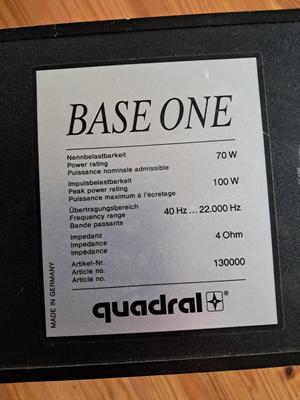 BASE ONE
Nennbelastbarkeit
Power rating 70 W
Puissance nominale admissible
Impulsbelastbarkeit
Peak power rating 100 W
Puissance maximum à l'écretage
Übertragungsbereich
Frequency range 40 Hz ... 22.000 Hz
Bande passante
Impedanz
Impedance 4 Ohm
Impédance
Artikel-Nr.
Article no. 130000
Article no.
MADE IN GERMANY
quadral®